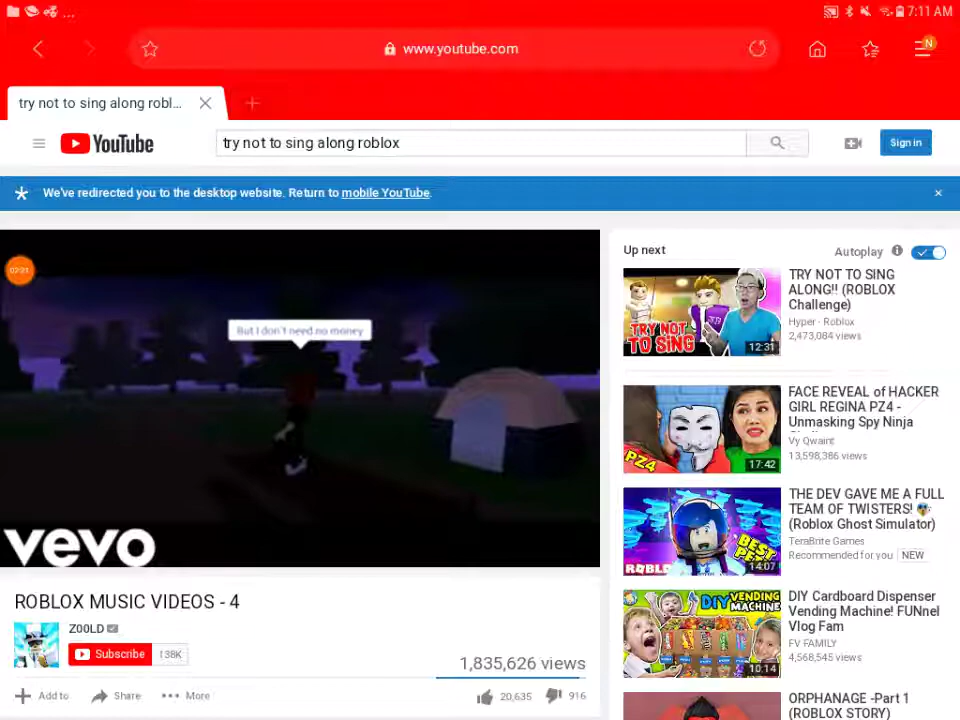 7:11 AM
www.youtube.com
N
try not to sing along robl...
YouTube
try not to sing along roblox
Sign in
We've redirected you to the desktop website. Return to mobile YouTube.
But I don't need no money
vevo
ROBLOX MUSIC VIDEOS - 4
Z00LD
Subscribe
138K
1,835,626 views
Add to
Share
More
20,635
916
Up next
Autoplay
TRY NOT TO SING
12:31
TRY NOT TO SING
ALONG!! (ROBLOX
Challenge)
Hyper - Roblox
2,473,084 views
PZ4
17:42
FACE REVEAL of HACKER
GIRL REGINA PZ4 -
Unmasking Spy Ninja
Vy Qwaint
13,598,386 views
ROBL
BEST
PET
14:07
THE DEV GAVE ME A FULL
TEAM OF TWISTERS!
(Roblox Ghost Simulator)
TeraBrite Games
Recommended for you
NEW
DIY VENDING
MACHINE!
10:14
DIY Cardboard Dispenser
Vending Machine! FUNnel
Vlog Fam
FV FAMILY
4,568,545 views
ORPHANAGE -Part 1
(ROBLOX STORY)